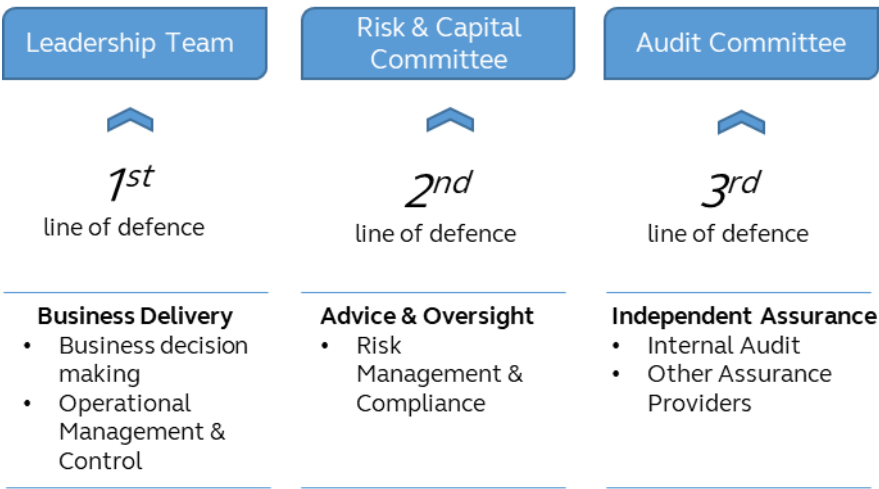 Leadership Team
Risk & Capital
Committee
Audit Committee
1st
line of defence
2nd
line of defence
3rd
line of defence
Business Delivery
• Business decision
making
• Operational
Management &
Control
Advice & Oversight
• Risk
Management &
Compliance
Independent Assurance
• Internal Audit
• Other Assurance
Providers